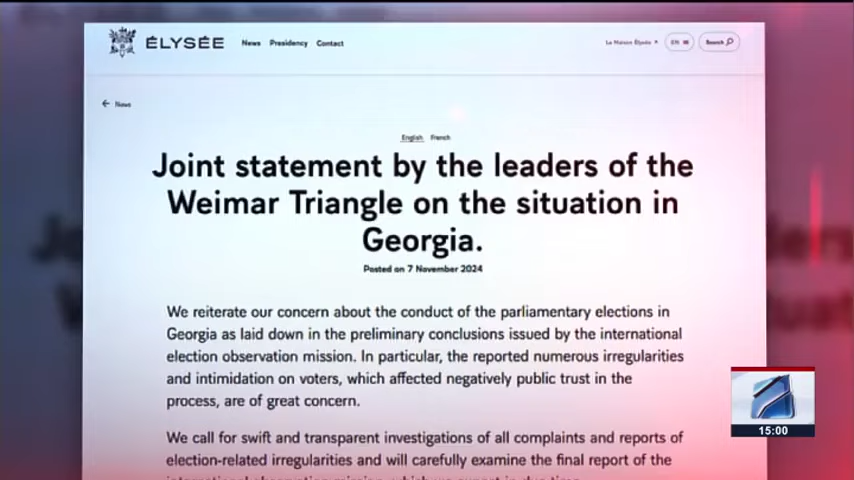 ÉLYSÉE News Presidency Contact La Maison Élysée EN Search
← News
English French
Joint statement by the leaders of the
Weimar Triangle on the situation in
Georgia.
Posted on 7 November 2024
We reiterate our concern about the conduct of the parliamentary elections in
Georgia as laid down in the preliminary conclusions issued by the international
election observation mission. In particular, the reported numerous irregularities
and intimidation on voters, which affected negatively public trust in the
process, are of great concern.
We call for swift and transparent investigations of all complaints and reports of
election-related irregularities and will carefully examine the final report of the
15:00